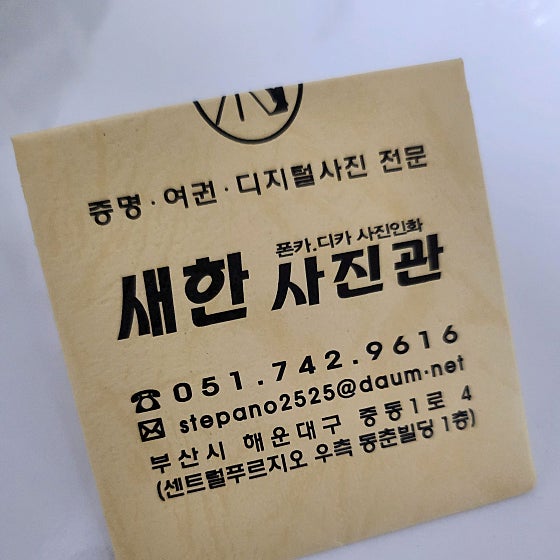 증명·여권·디지털사진 전문
폰카.디카 사진인화
새한 사진관
☎ 051.742.9616
✉ stepano2525@daum.net
부산시 해운대구 중동1로 4
(센트럴푸르지오 우측 동춘빌딩 1층)